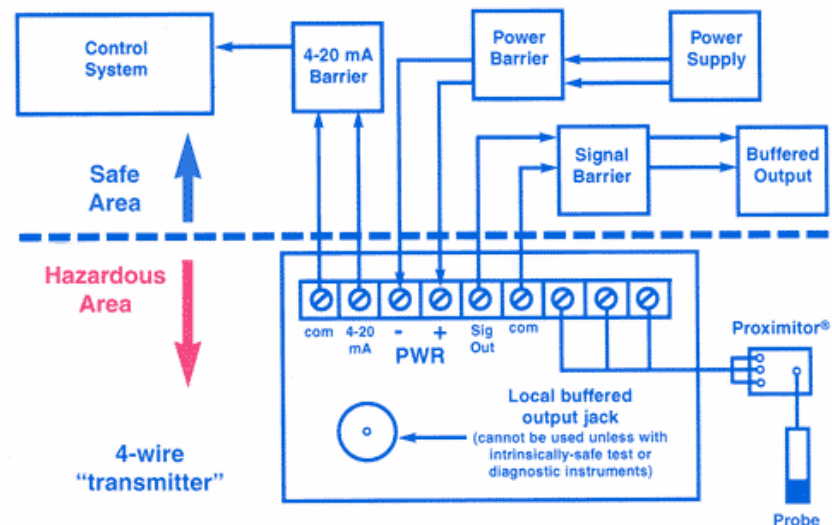 Control
System
4-20 mA
Barrier
Power
Barrier
Power
Supply
Signal
Barrier
Buffered
Output
Safe
Area
Hazardous
Area
com
4-20
mA
-
+
PWR
Sig
Out
com
Proximitor®
Local buffered
output jack
(cannot be used unless with
intrinsically-safe test or
diagnostic instruments)
4-wire
“transmitter”
Probe